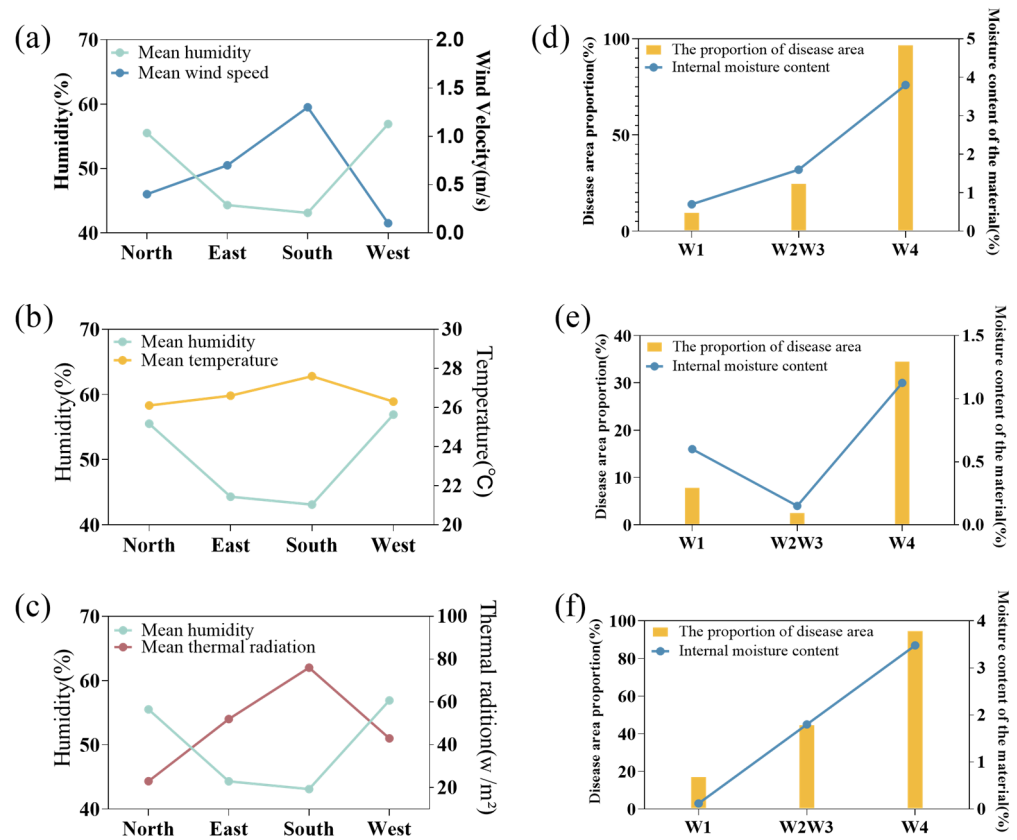 (a)
70
60
50
40
Humidity(%)
Mean humidity
Mean wind speed
2.0
1.5
1.0
0.5
0.0
Wind Velocity(m/s)
North East South West
(d)
100
50
0
Disease area proportion(%)
The proportion of disease area
Internal moisture content
5
4
3
2
1
0
Moisture content of the material(%)
W1 W2W3 W4
(b)
70
60
50
40
Humidity(%)
Mean humidity
Mean temperature
30
28
26
24
22
20
Temperature(℃)
North East South West
(e)
40
30
20
10
0
Disease area proportion(%)
The proportion of disease area
Internal moisture content
1.5
1.0
0.5
0.0
Moisture content of the material(%)
W1 W2W3 W4
(c)
70
60
50
40
Humidity(%)
Mean humidity
Mean thermal radiation
100
80
60
40
20
Thermal radition(w /m²)
North East South West
(f)
100
80
60
40
20
0
Disease area proportion(%)
The proportion of disease area
Internal moisture content
4
3
2
1
0
Moisture content of the material(%)
W1 W2W3 W4